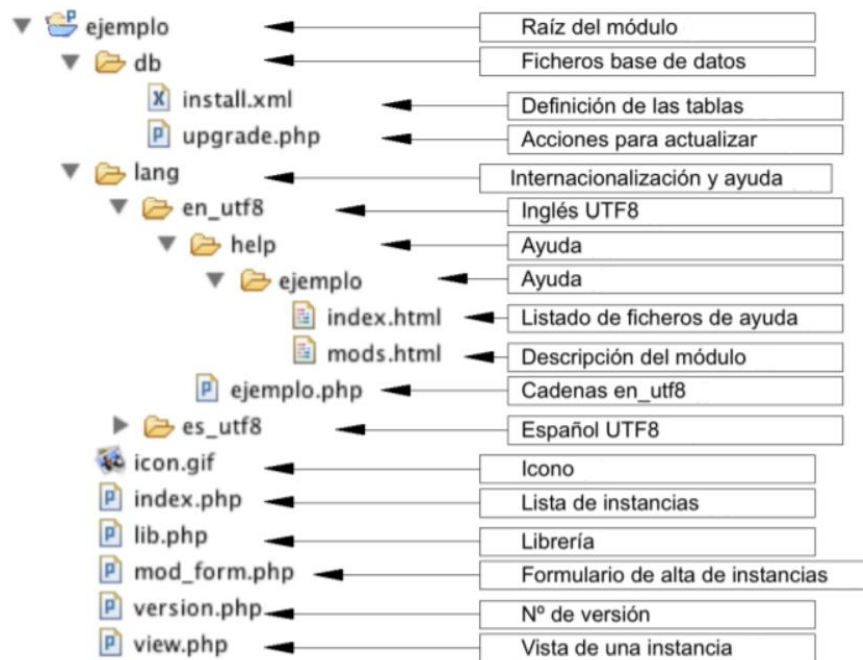 ejemplo Raíz del módulo
db Ficheros base de datos
install.xml Definición de las tablas
upgrade.php Acciones para actualizar
lang Internacionalización y ayuda
en_utf8 Inglés UTF8
help Ayuda
ejemplo Ayuda
index.html Listado de ficheros de ayuda
mods.html Descripción del módulo
ejemplo.php Cadenas en_utf8
es_utf8 Español UTF8
icon.gif Icono
index.php Lista de instancias
lib.php Librería
mod_form.php Formulario de alta de instancias
version.php Nº de versión
view.php Vista de una instancia